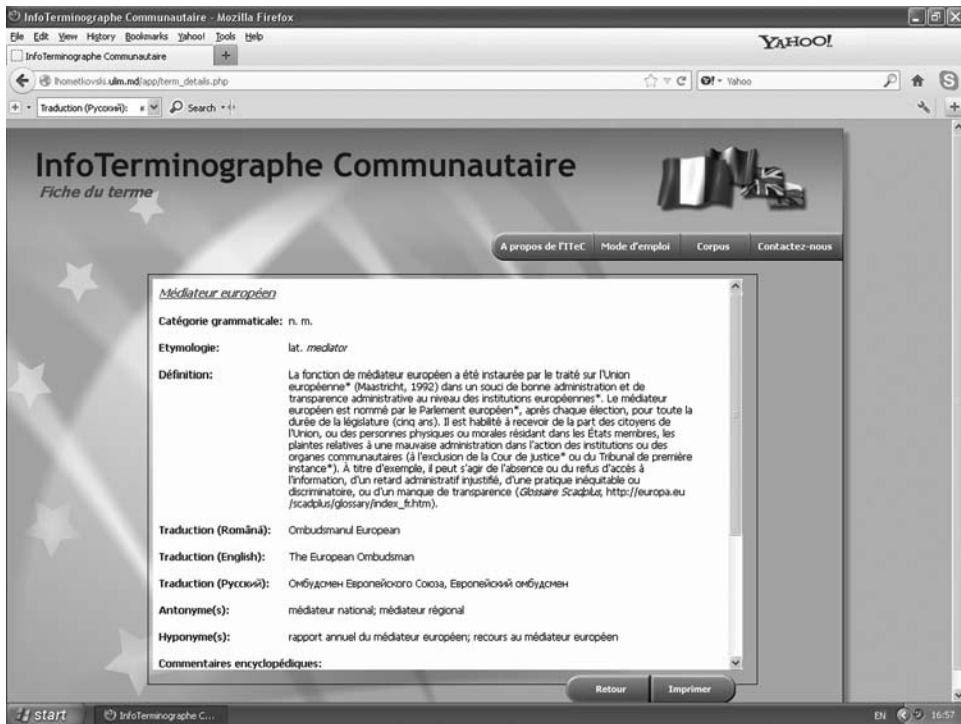 InfoTerminographe Communautaire - Mozilla Firefox
File Edit View History Bookmarks Yahoo! Tools Help
YAHOO!
InfoTerminographe Communautaire
lhometkovski.ulim.md/app/term_details.php
Yahoo
Traduction (Русский): Search
InfoTerminographe Communautaire
Fiche du terme
A propos de l'ITeC Mode d'emploi Corpus Contactez-nous
Médiateur européen
Catégorie grammaticale: n. m.
Etymologie: lat. mediator
Définition: La fonction de médiateur européen a été instaurée par le traité sur l'Union
européenne* (Maastricht, 1992) dans un souci de bonne administration et de
transparence administrative au niveau des institutions européennes*. Le médiateur
européen est nommé par le Parlement européen*, après chaque élection, pour toute la
durée de la législature (cinq ans). Il est habilité à recevoir de la part des citoyens de
l'Union, ou des personnes physiques ou morales résidant dans les États membres, les
plaintes relatives à une mauvaise administration dans l'action des institutions ou des
organes communautaires (à l'exclusion de la Cour de justice* ou du Tribunal de première
instance*). À titre d'exemple, il peut s'agir de l'absence ou du refus d'accès à
l'information, d'un retard administratif injustifié, d'une pratique inéquitable ou
discriminatoire, ou d'un manque de transparence (Glossaire Scadplus, http://europa.eu
/scadplus/glossary/index_fr.htm).
Traduction (Română): Ombudsmanul European
Traduction (English): The European Ombudsman
Traduction (Русский): Омбудсмен Европейского Союза, Европейский омбудсмен
Antonyme(s): médiateur national; médiateur régional
Hyponyme(s): rapport annuel du médiateur européen; recours au médiateur européen
Commentaires encyclopédiques:
Retour Imprimer
start InfoTerminographe C... EN 16:57